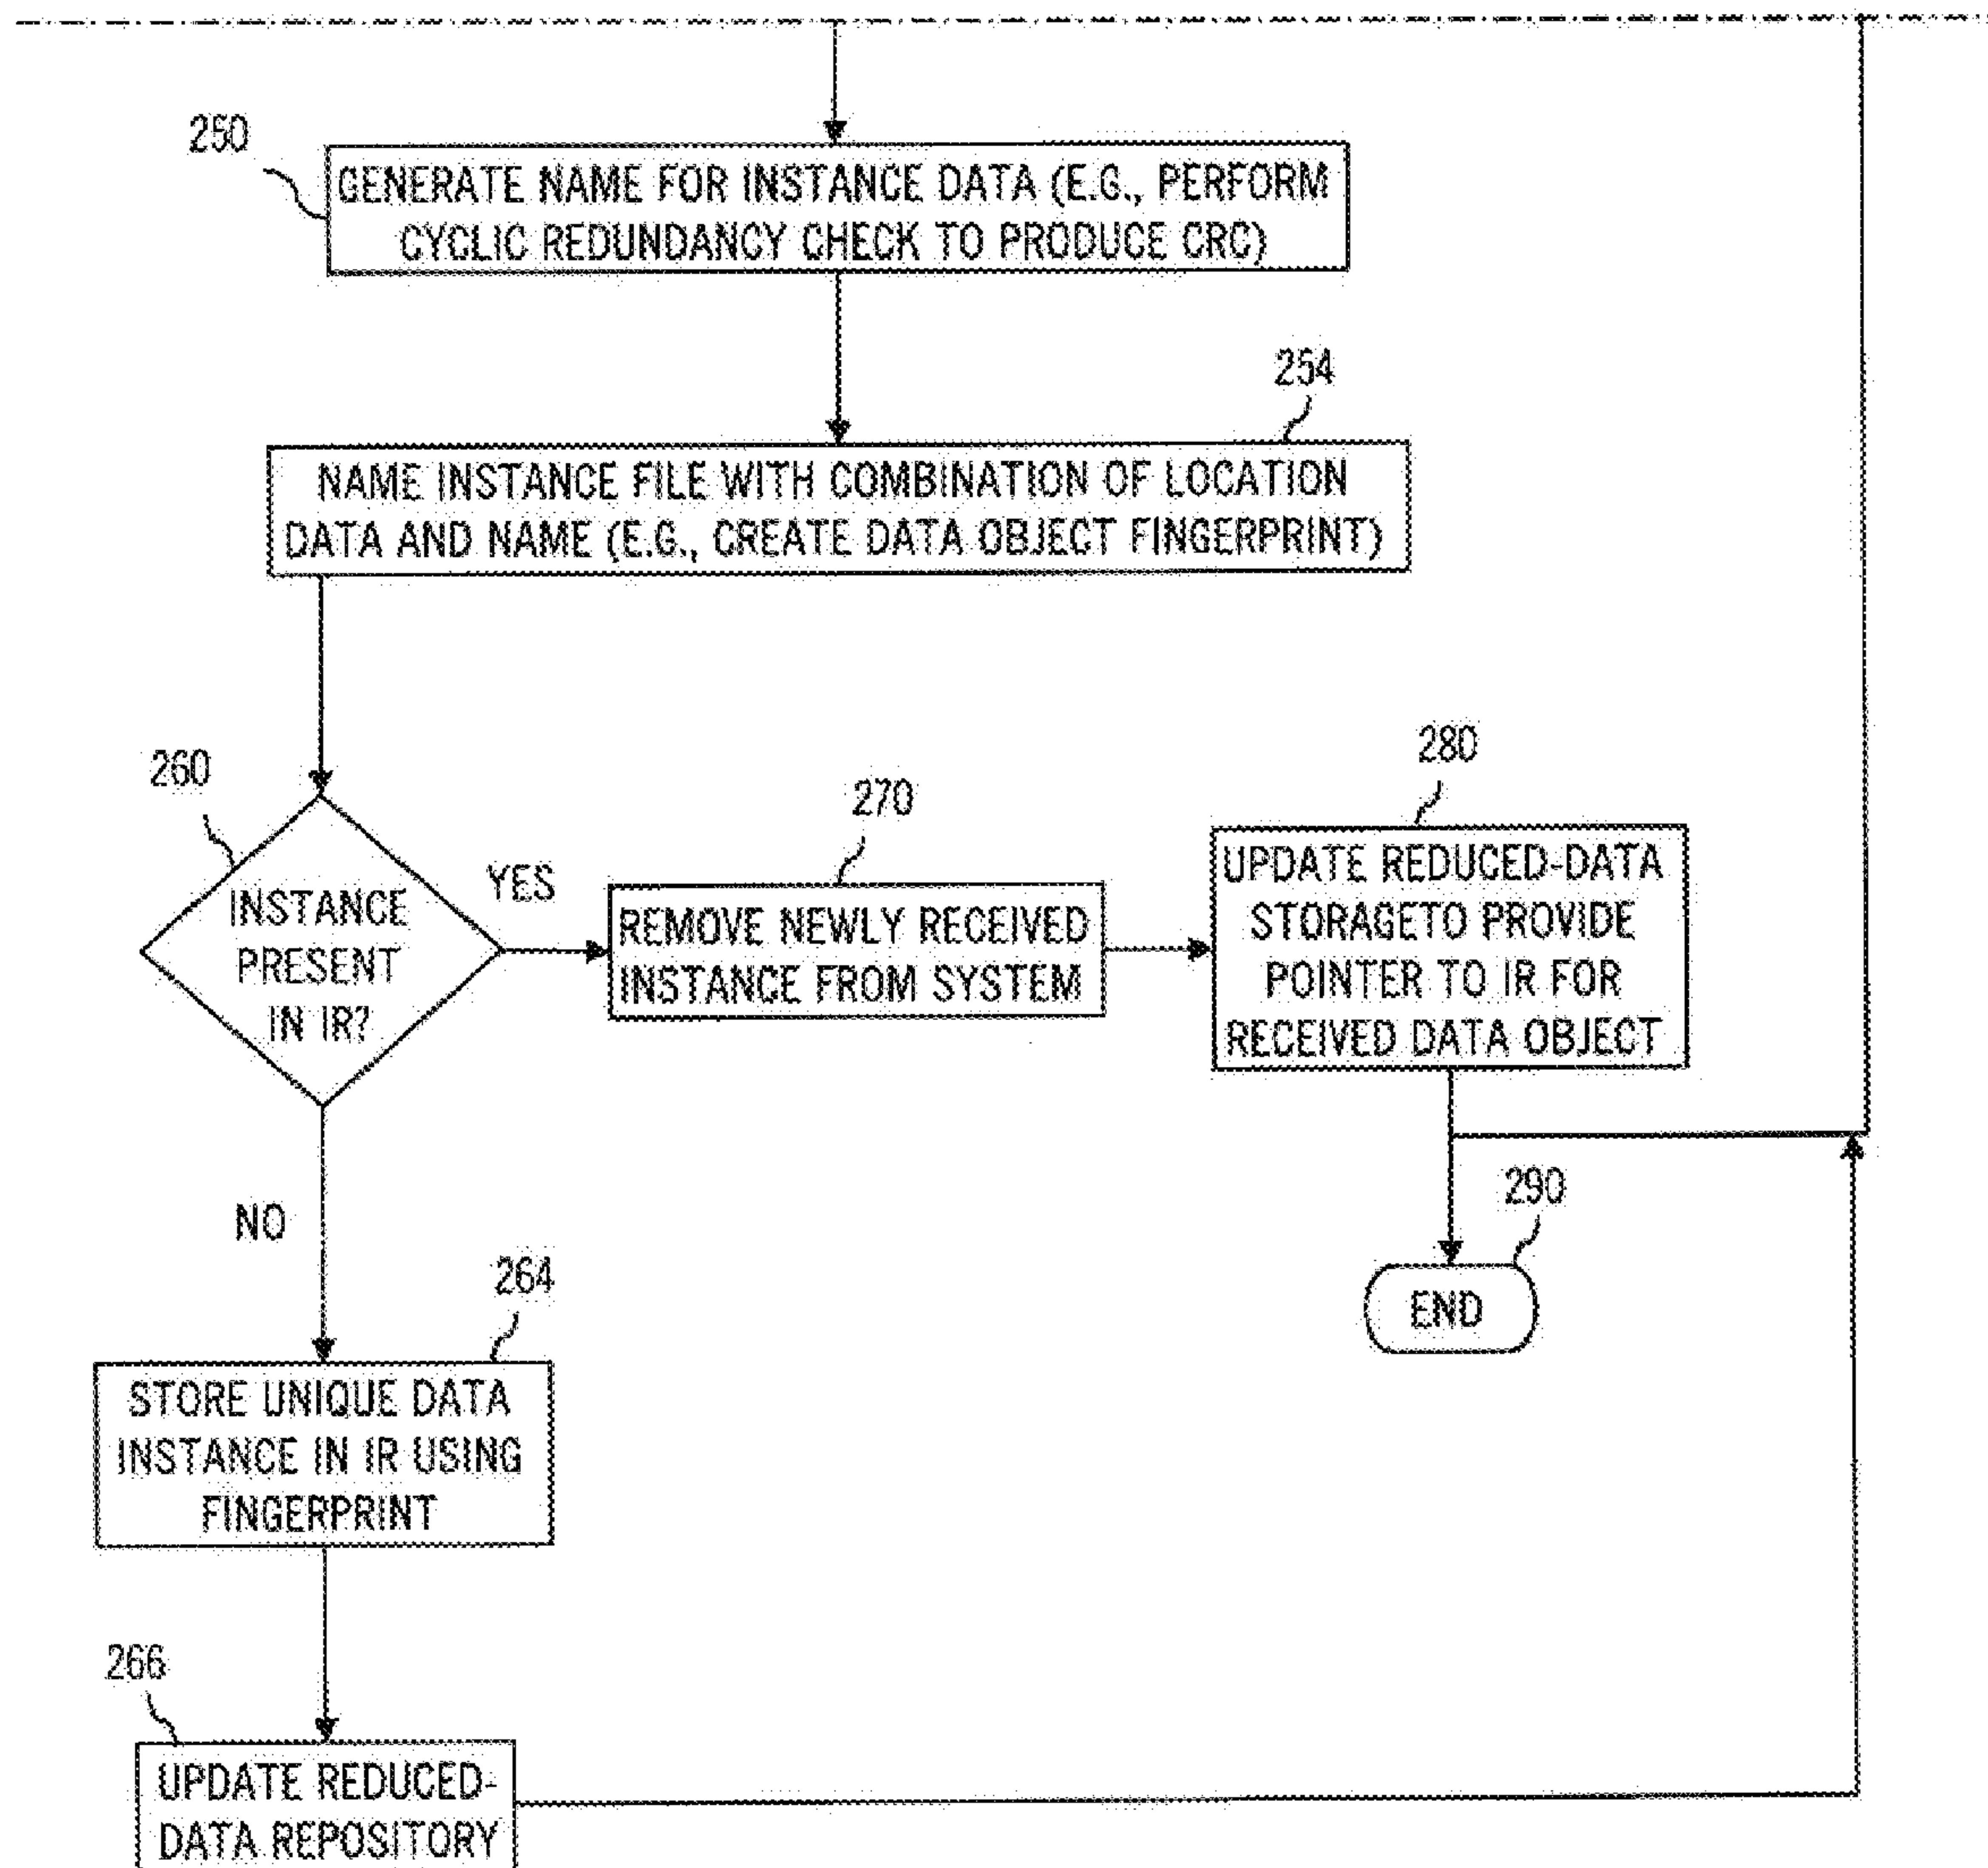 250
GENERATE NAME FOR INSTANCE DATA (E.G., PERFORM
CYCLIC REDUNDANCY CHECK TO PRODUCE CRC)
254
NAME INSTANCE FILE WITH COMBINATION OF LOCATION
DATA AND NAME (E.G., CREATE DATA OBJECT FINGERPRINT)
260
INSTANCE
PRESENT
IN IR?
YES
270
REMOVE NEWLY RECEIVED
INSTANCE FROM SYSTEM
280
UPDATE REDUCED-DATA
STORAGETO PROVIDE
POINTER TO IR FOR
RECEIVED DATA OBJECT
290
END
NO
264
STORE UNIQUE DATA
INSTANCE IN IR USING
FINGERPRINT
266
UPDATE REDUCED-
DATA REPOSITORY